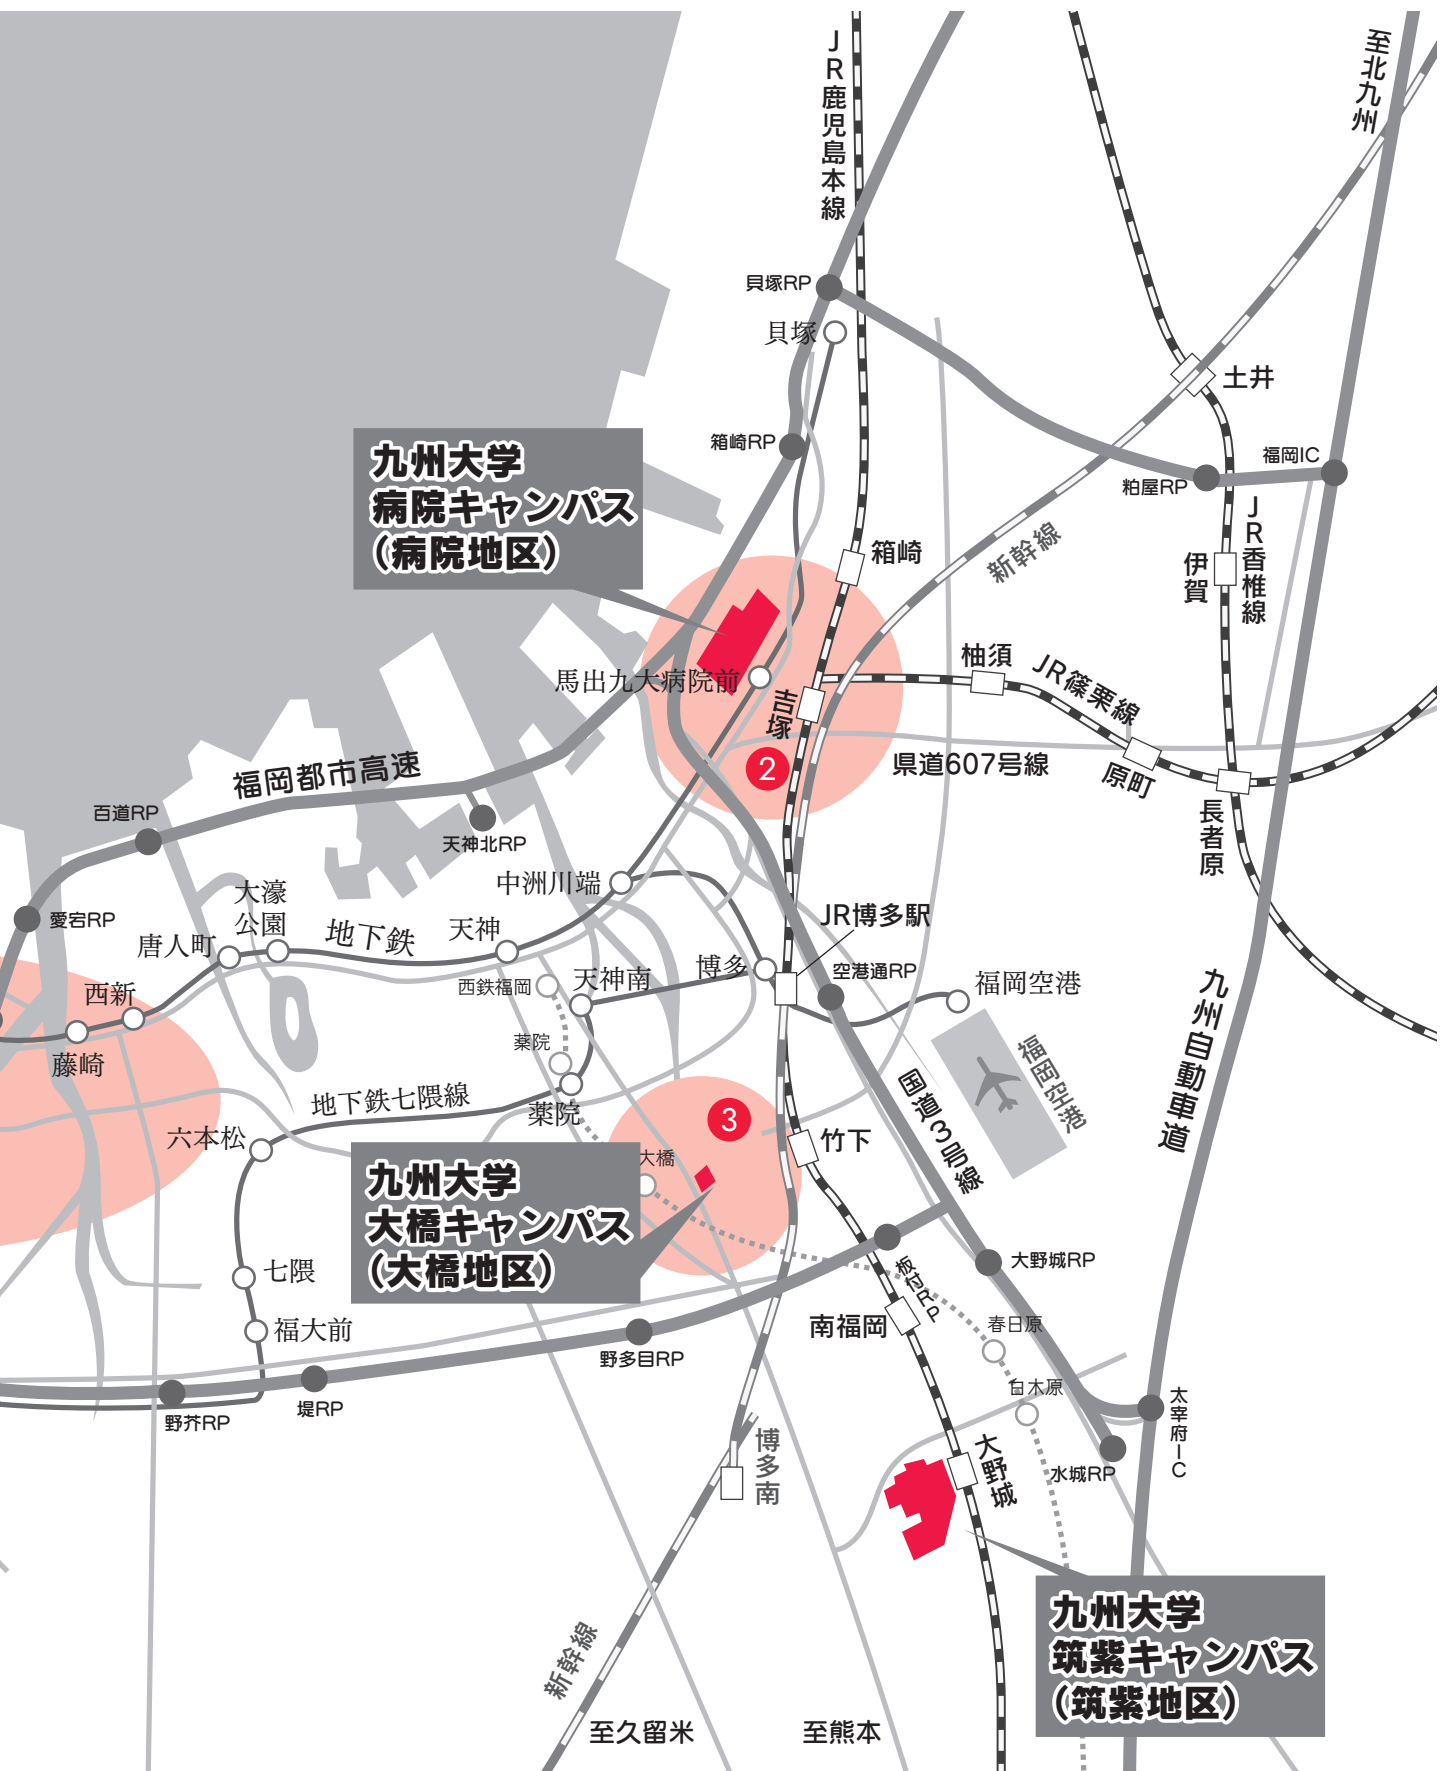 至北九州
JR鹿児島本線
貝塚RP
貝塚
土井
箱崎RP
福岡IC
粕屋RP
九州大学
病院キャンパス
(病院地区)
新幹線
箱崎
JR香椎線
伊賀
柚須
JR篠栗線
馬出九大病院前
吉塚
2
県道607号線
原町
福岡都市高速
百道RP
天神北RP
長者原
中洲川端
大濠
公園
愛宕RP
唐人町
地下鉄
天神
JR博多駅
西新
西鉄福岡
天神南
博多
空港通RP
福岡空港
九州自動車道
薬院
藤崎
福岡空港
地下鉄七隈線
薬院
国道3号線
3
六本松
竹下
大橋
九州大学
大橋キャンパス
(大橋地区)
七隈
板付RP
大野城RP
福大前
南福岡
春日原
野多目RP
白木原
堤RP
野芥RP
太宰府IC
博多南
大野城
水城RP
九州大学
筑紫キャンパス
(筑紫地区)
新幹線
至久留米
至熊本